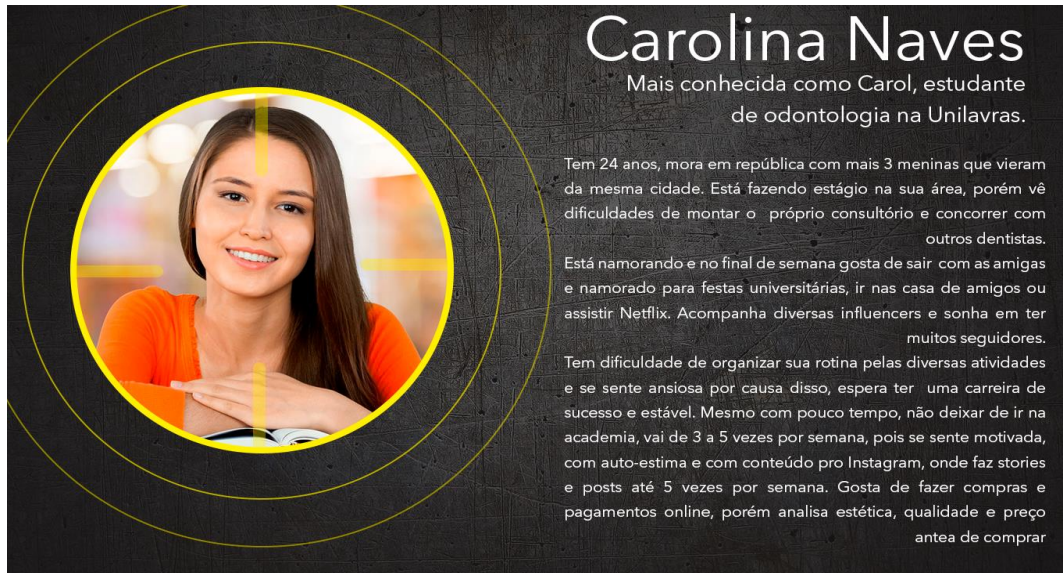 Carolina Naves
Mais conhecida como Carol, estudante
de odontologia na Unilavras.
Tem 24 anos, mora em república com mais 3 meninas que vieram
da mesma cidade. Está fazendo estágio na sua área, porém vê
dificuldades de montar o próprio consultório e concorrer com
outros dentistas.
Está namorando e no final de semana gosta de sair com as amigas
e namorado para festas universitárias, ir nas casa de amigos ou
assistir Netflix. Acompanha diversas influencers e sonha em ter
muitos seguidores.
Tem dificuldade de organizar sua rotina pelas diversas atividades
e se sente ansiosa por causa disso, espera ter uma carreira de
sucesso e estável. Mesmo com pouco tempo, não deixar de ir na
academia, vai de 3 a 5 vezes por semana, pois se sente motivada,
com auto-estima e com conteúdo pro Instagram, onde faz stories
e posts até 5 vezes por semana. Gosta de fazer compras e
pagamentos online, porém analisa estética, qualidade e preço
antea de comprar